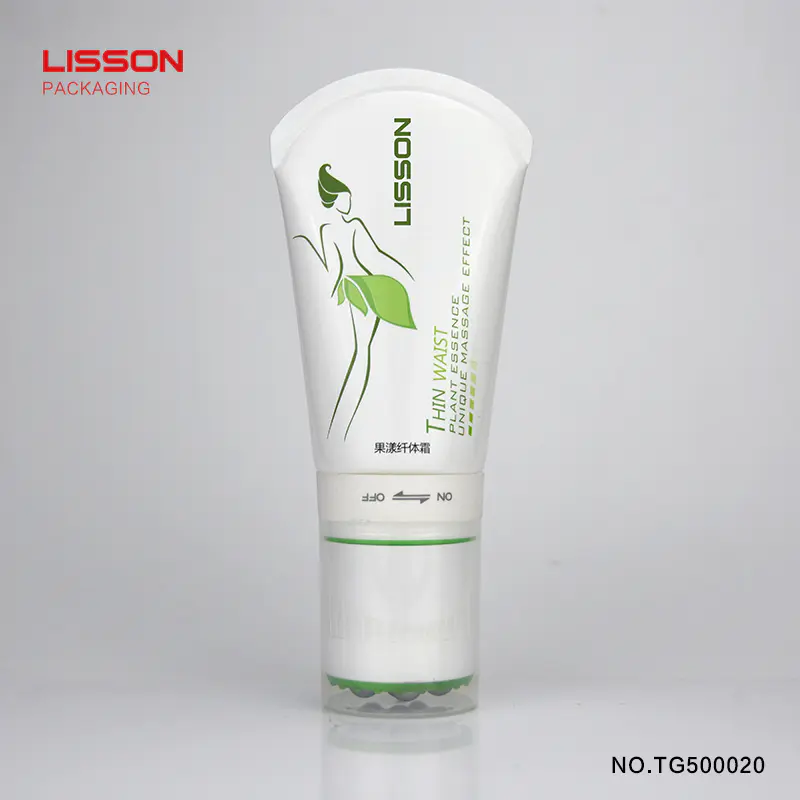 LISSON
PACKAGING
LISSON
THIN WAIST
PLANT ESSENCE
UNIQUE MASSAGE EFFECT
果漾纤体霜
ON OFF
NO.TG500020